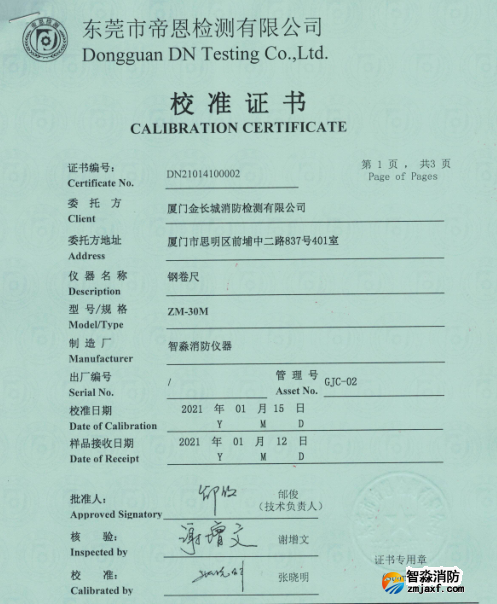 东莞市帝恩检测有限公司
Dongguan DN Testing Co.,Ltd.
校准证书
CALIBRATION CERTIFICATE
证书编号: DN21014100002 第 1 页 , 共3 页
Certificate No. Page of Pages
委托方 厦门金长城消防检测有限公司
Client
委托方地址 厦门市思明区前埔中二路837号401室
Address
仪器名称 钢卷尺
Description
型号/规格 ZM-30M
Model/Type
制造厂 智淼消防仪器
Manufacturer
出厂编号 / 管理号 GJC-02
Serial No. Asset No.
校准日期 2021 年 01 月 15 日
Date of Calibration Y M D
样品接收日期 2021 年 01 月 12 日
Date of Receipt Y M D
批准人: 邰俊
Approved Signatory (技术负责人)
核验: 谢增文 谢增文
Inspected by
校准: 张晓明
Calibrated by
证书专用章
智淼消防
zmjaxf.com